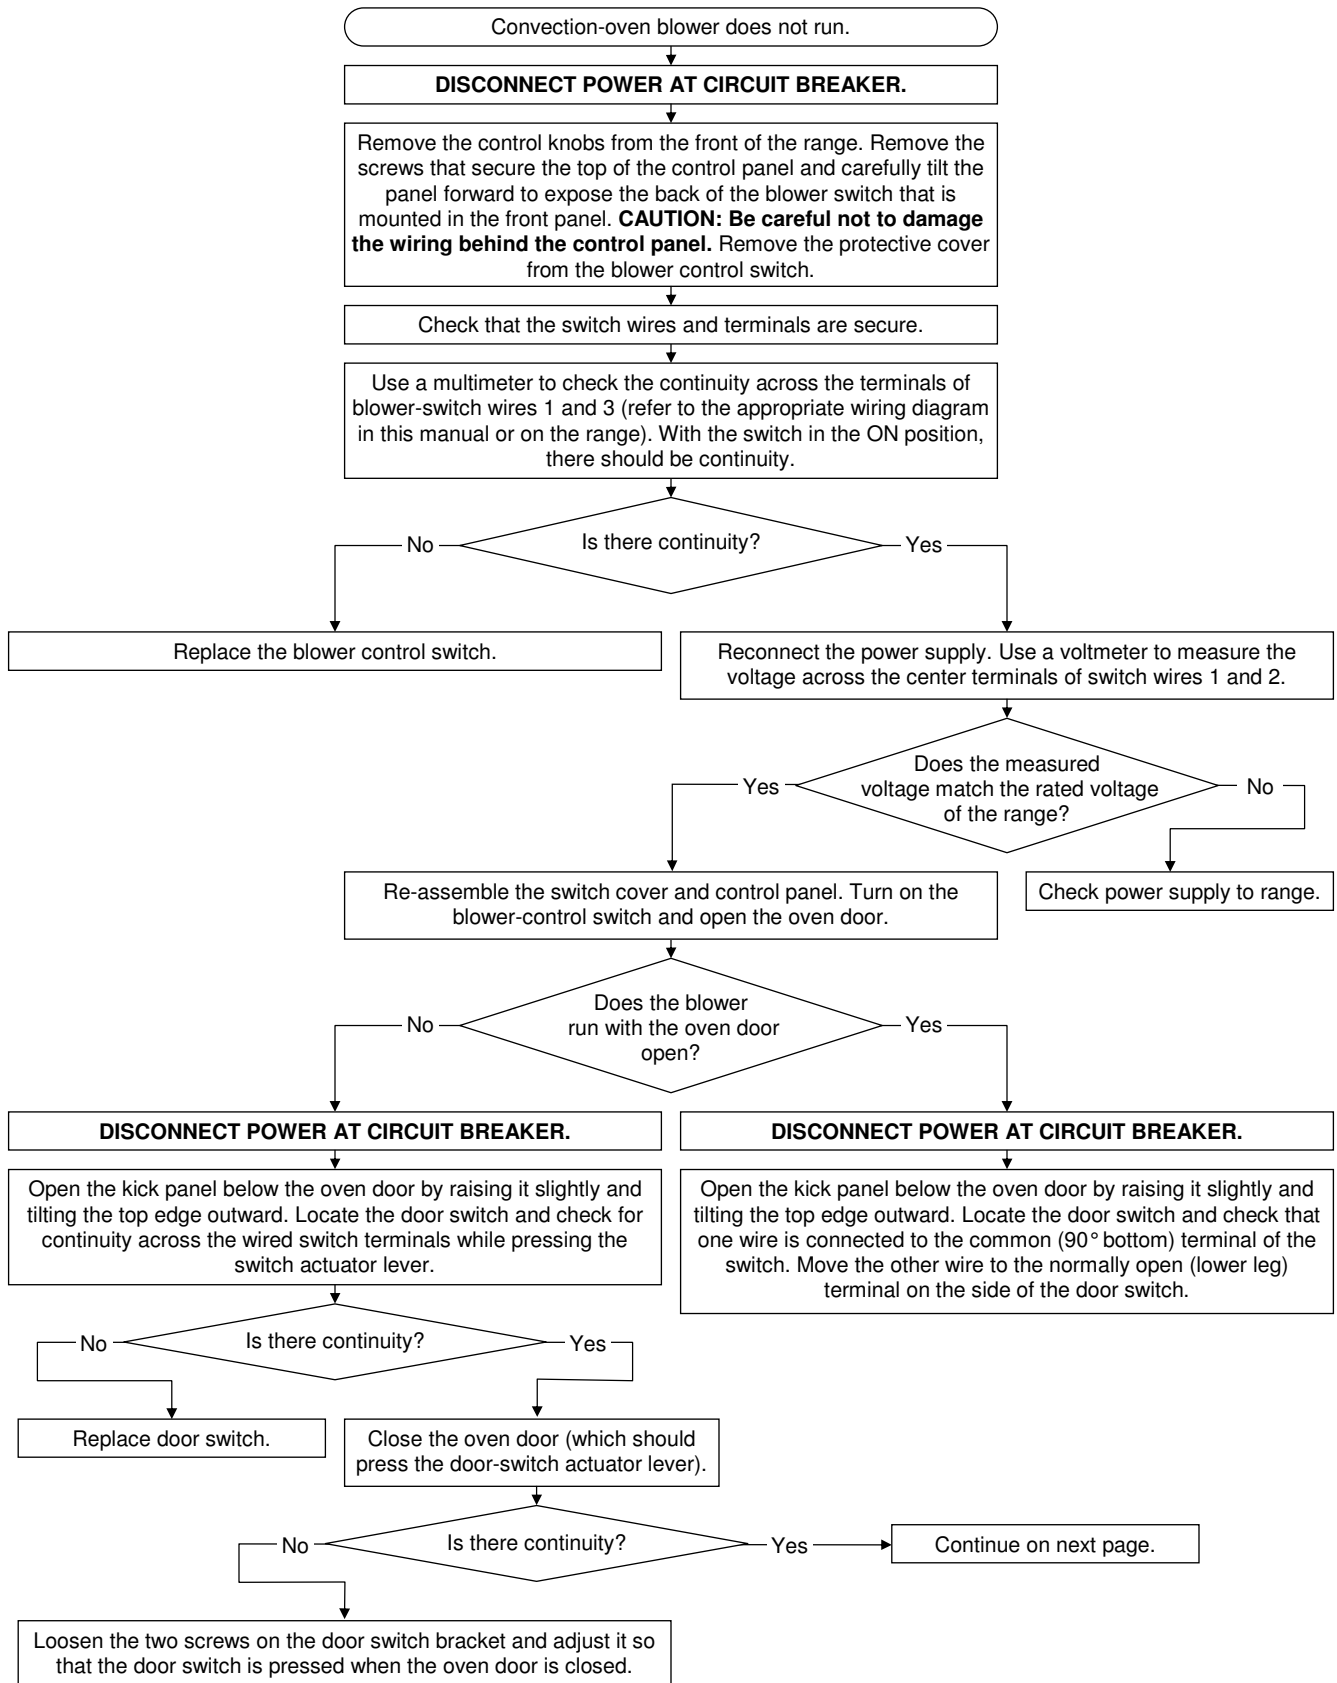 Convection-oven blower does not run.
DISCONNECT POWER AT CIRCUIT BREAKER.
Remove the control knobs from the front of the range. Remove the
screws that secure the top of the control panel and carefully tilt the
panel forward to expose the back of the blower switch that is
mounted in the front panel. CAUTION: Be careful not to damage
the wiring behind the control panel. Remove the protective cover
from the blower control switch.
Check that the switch wires and terminals are secure.
Use a multimeter to check the continuity across the terminals of
blower-switch wires 1 and 3 (refer to the appropriate wiring diagram
in this manual or on the range). With the switch in the ON position,
there should be continuity.
Is there continuity?
No
Yes
Replace the blower control switch.
Reconnect the power supply. Use a voltmeter to measure the
voltage across the center terminals of switch wires 1 and 2.
Does the measured
voltage match the rated voltage
of the range?
Yes
No
Re-assemble the switch cover and control panel. Turn on the
blower-control switch and open the oven door.
Check power supply to range.
Does the blower
run with the oven door
open?
No
Yes
DISCONNECT POWER AT CIRCUIT BREAKER.
Open the kick panel below the oven door by raising it slightly and
tilting the top edge outward. Locate the door switch and check for
continuity across the wired switch terminals while pressing the
switch actuator lever.
DISCONNECT POWER AT CIRCUIT BREAKER.
Open the kick panel below the oven door by raising it slightly and
tilting the top edge outward. Locate the door switch and check that
one wire is connected to the common (90° bottom) terminal of the
switch. Move the other wire to the normally open (lower leg)
terminal on the side of the door switch.
Is there continuity?
No
Yes
Replace door switch.
Close the oven door (which should
press the door-switch actuator lever).
Is there continuity?
No
Yes
Continue on next page.
Loosen the two screws on the door switch bracket and adjust it so
that the door switch is pressed when the oven door is closed.